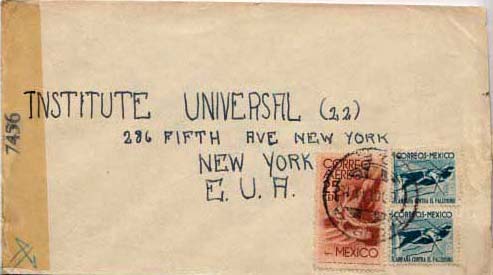 INSTITUTE UNIVERSAL (22)
286 FIFTH AVE NEW YORK
NEW YORK
E. U. A.
7456
CORREO
AEREO
MEXICO
CORREOS-MEXICO
CAMPAÑA CONTRA EL PALUDISMO
CORREOS-MEXICO
CAMPAÑA CONTRA EL PALUDISMO